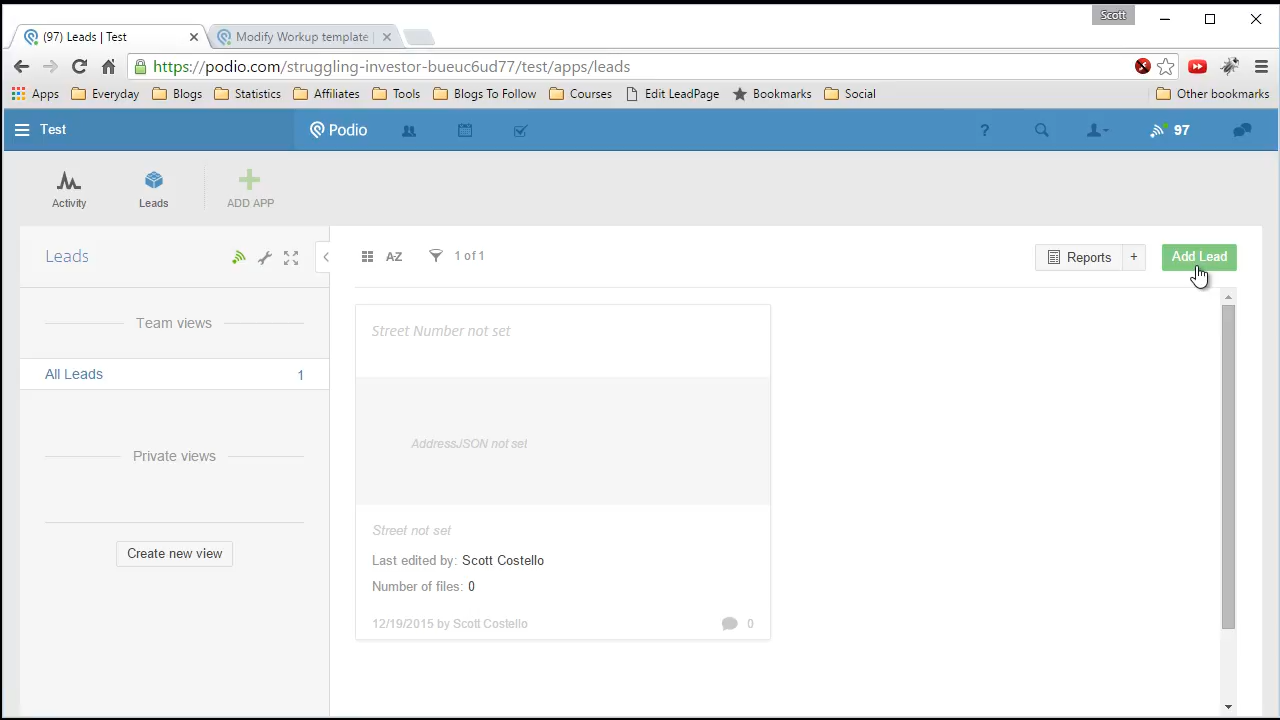 Scott
(97) Leads | Test
Modify Workup template |
https://podio.com/struggling-investor-bueuc6ud77/test/apps/leads
Apps Everyday Blogs Statistics Affiliates Tools Blogs To Follow Courses Edit LeadPage Bookmarks Social Other bookmarks
Test Podio ? 97
Activity Leads ADD APP
Leads A-Z 1 of 1 Reports + Add Lead
Team views
Street Number not set
All Leads 1
AddressJSON not set
Private views
Street not set
Create new view
Last edited by: Scott Costello
Number of files: 0
12/19/2015 by Scott Costello 0